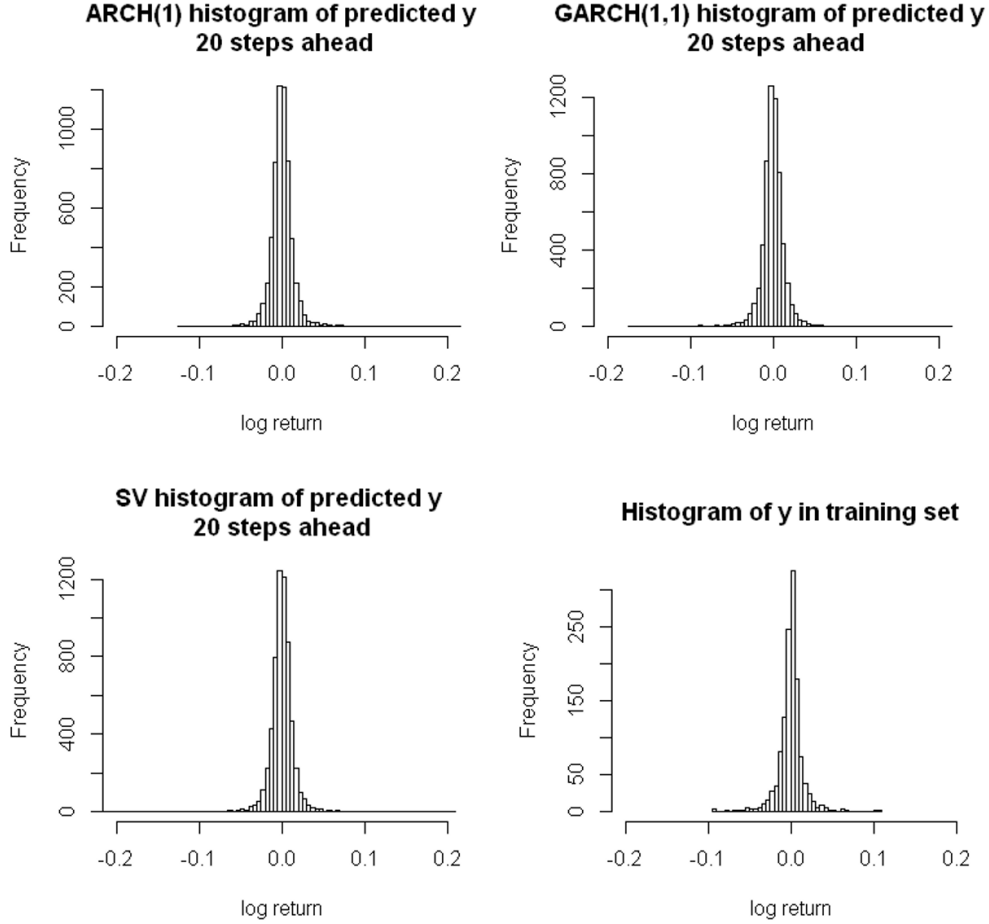 ARCH(1) histogram of predicted y
20 steps ahead
Frequency
1000
600
200
0
-0.2 -0.1 0.0 0.1 0.2
log return
GARCH(1,1) histogram of predicted y
20 steps ahead
Frequency
1200
800
400
0
-0.2 -0.1 0.0 0.1 0.2
log return
SV histogram of predicted y
20 steps ahead
Frequency
1200
800
400
0
-0.2 -0.1 0.0 0.1 0.2
log return
Histogram of y in training set
Frequency
250
150
50
0
-0.2 -0.1 0.0 0.1 0.2
log return